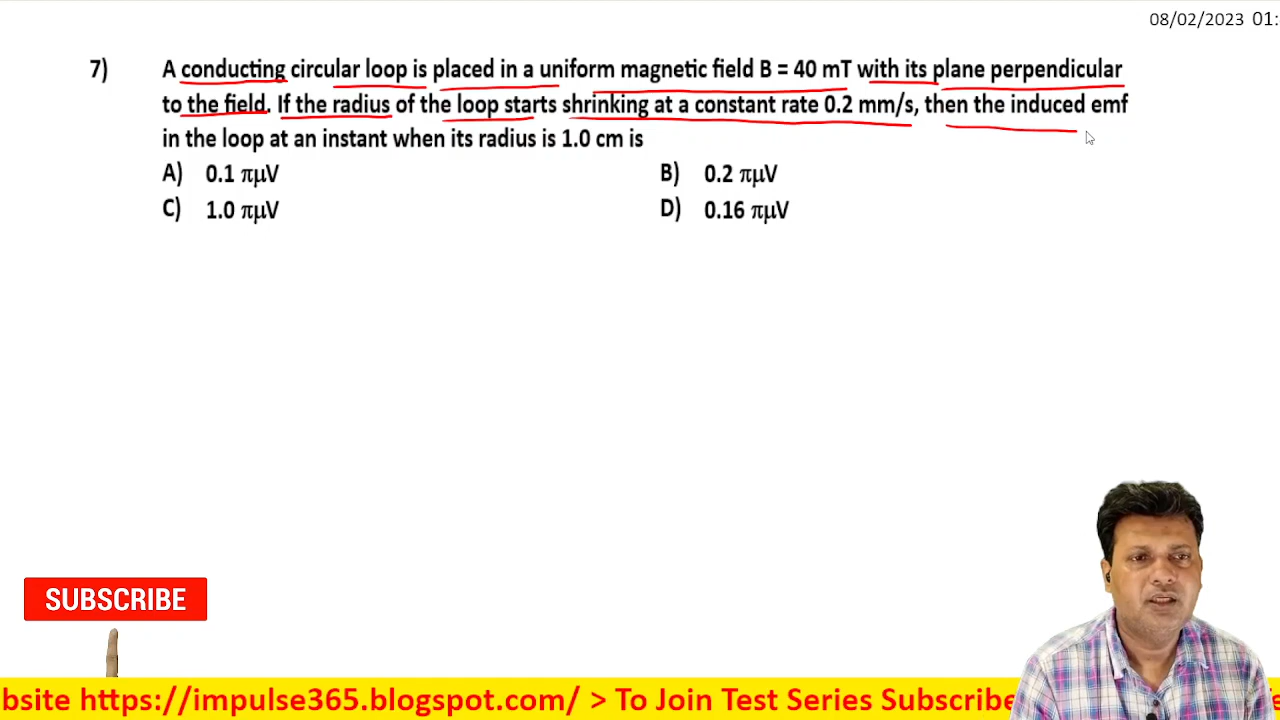 08/02/2023 01:
7) A conducting circular loop is placed in a uniform magnetic field B = 40 mT with its plane perpendicular
to the field. If the radius of the loop starts shrinking at a constant rate 0.2 mm/s, then the induced emf
in the loop at an instant when its radius is 1.0 cm is
A) 0.1 πμV B) 0.2 πμV
C) 1.0 πμV D) 0.16 πμV
SUBSCRIBE
bsite https://impulse365.blogspot.com/ > To Join Test Series Subscribe